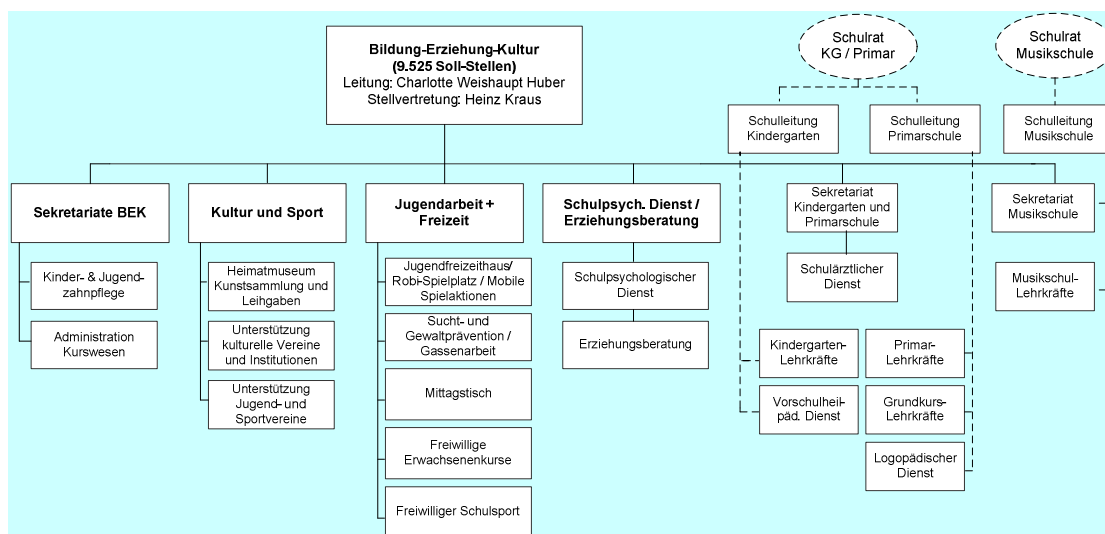 Bildung-Erziehung-Kultur
(9.525 Soll-Stellen)
Leitung: Charlotte Weishaupt Huber
Stellvertretung: Heinz Kraus
Schulrat
KG / Primar
Schulrat
Musikschule
Schulleitung
Kindergarten
Schulleitung
Primarschule
Schulleitung
Musikschule
Sekretariate BEK
Kultur und Sport
Jugendarbeit +
Freizeit
Schulpsych. Dienst /
Erziehungsberatung
Sekretariat
Kindergarten und
Primarschule
Sekretariat
Musikschule
Kinder- & Jugend-
zahnpflege
Administration
Kurswesen
Heimatmuseum
Kunstsammlung und
Leihgaben
Unterstützung
kulturelle Vereine
und Institutionen
Unterstützung
Jugend- und
Sportvereine
Jugendfreizeithaus/
Robi-Spielplatz / Mobile
Spielaktionen
Sucht- und
Gewaltprävention /
Gassenarbeit
Mittagstisch
Freiwillige
Erwachsenenkurse
Freiwilliger Schulsport
Schulpsychologischer
Dienst
Erziehungsberatung
Schulärztlicher
Dienst
Musikschul-
Lehrkräfte
Kindergarten-
Lehrkräfte
Vorschulheil-
päd. Dienst
Primar-
Lehrkräfte
Grundkurs-
Lehrkräfte
Logopädischer
Dienst